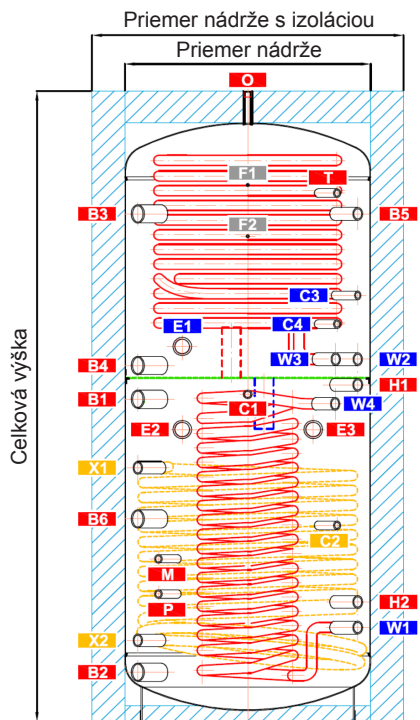 Priemer nádrže s izoláciou
Priemer nádrže
O
F1
T
B3
F2
B5
C3
E1
C4
W3
W2
B4
H1
B1
C1
W4
E2
E3
X1
B6
C2
M
P
H2
W1
X2
B2
Celková výška